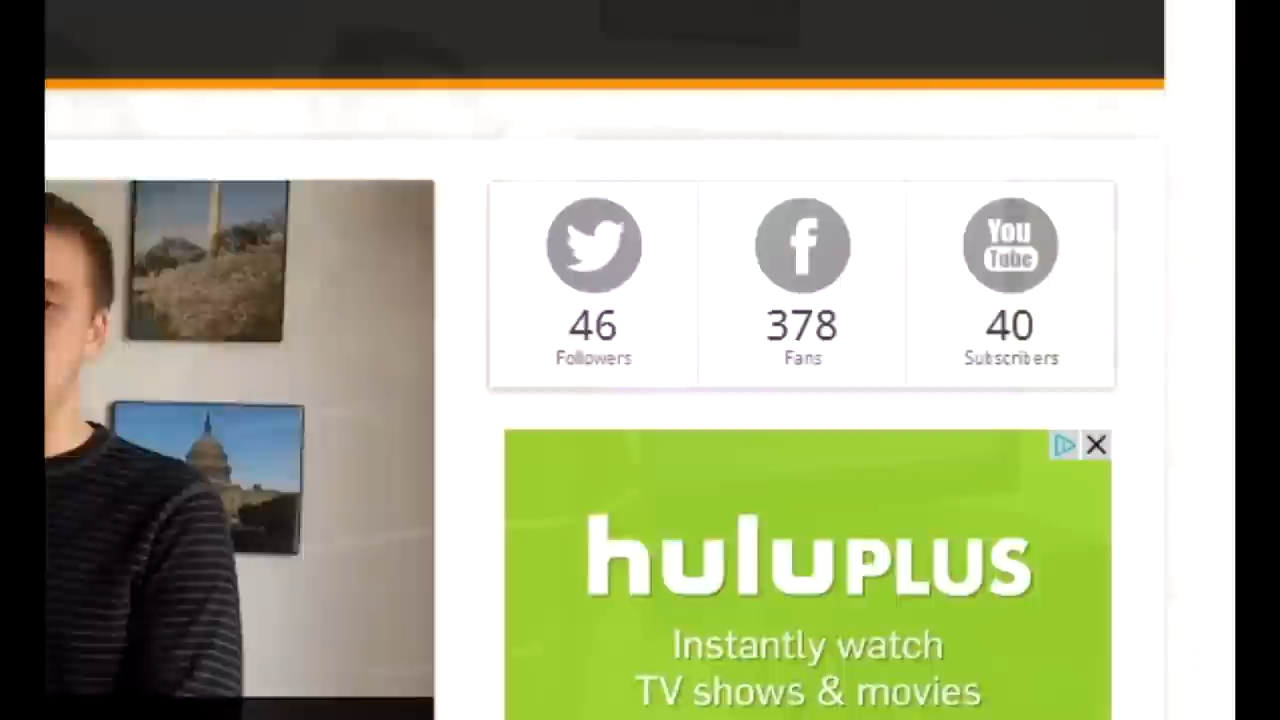 You
Tube
46
Followers
378
Fans
40
Subscribers
huluPLUS
Instantly watch
TV shows & movies